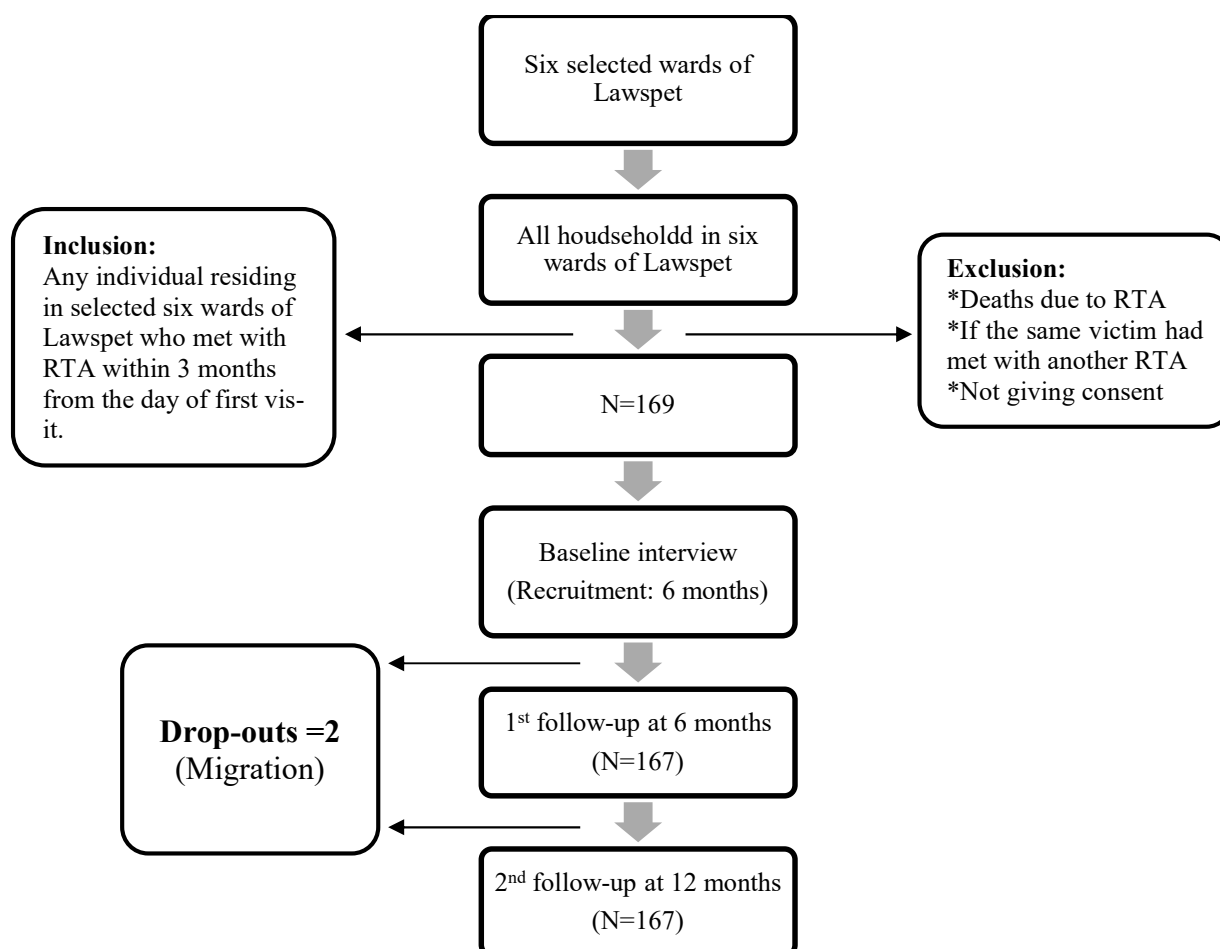 Six selected wards of
Lawspet
All houdseholdd in six
wards of Lawspet
Inclusion:
Any individual residing
in selected six wards of
Lawspet who met with
RTA within 3 months
from the day of first vis-
it.
Exclusion:
*Deaths due to RTA
*If the same victim had
met with another RTA
*Not giving consent
N=169
Baseline interview
(Recruitment: 6 months)
Drop-outs =2
(Migration)
1st follow-up at 6 months
(N=167)
2nd follow-up at 12 months
(N=167)